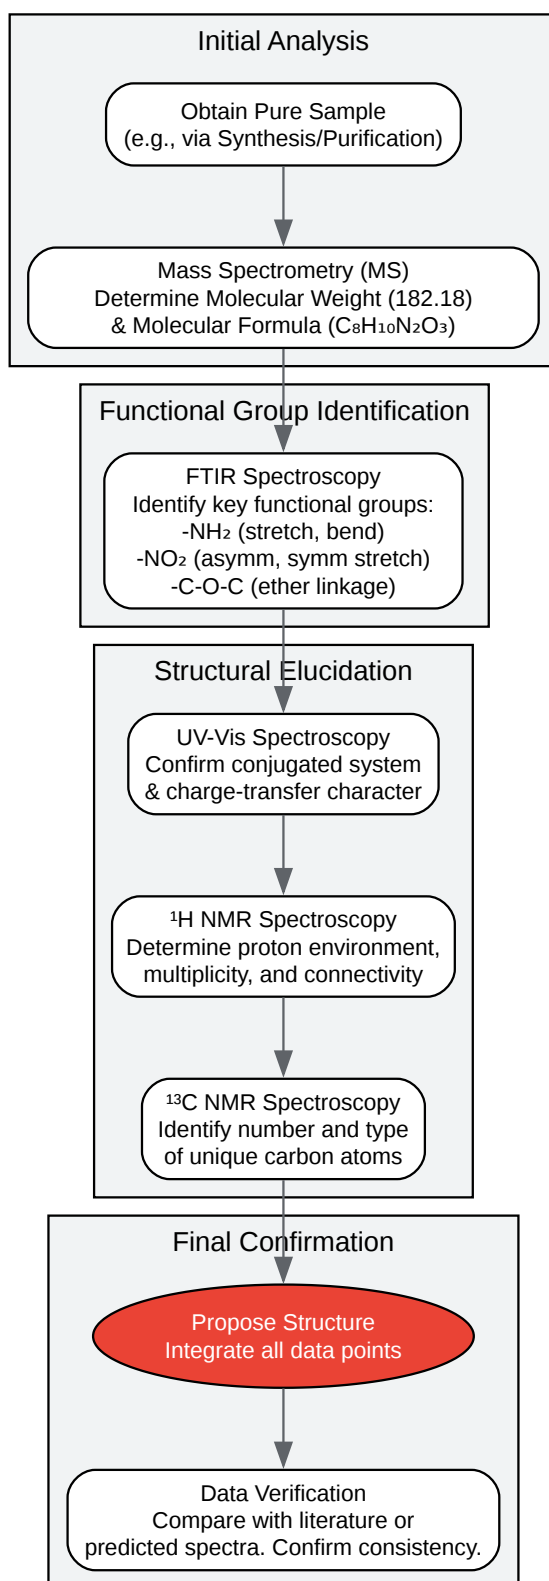 Initial Analysis
Obtain Pure Sample
(e.g., via Synthesis/Purification)
Mass Spectrometry (MS)
Determine Molecular Weight (182.18)
& Molecular Formula (C₈H₁₀N₂O₃)
Functional Group Identification
FTIR Spectroscopy
Identify key functional groups:
-NH₂ (stretch, bend)
-NO₂ (asymm, symm stretch)
-C-O-C (ether linkage)
Structural Elucidation
UV-Vis Spectroscopy
Confirm conjugated system
& charge-transfer character
¹H NMR Spectroscopy
Determine proton environment,
multiplicity, and connectivity
¹³C NMR Spectroscopy
Identify number and type
of unique carbon atoms
Final Confirmation
Propose Structure
Integrate all data points
Data Verification
Compare with literature or
predicted spectra. Confirm consistency.